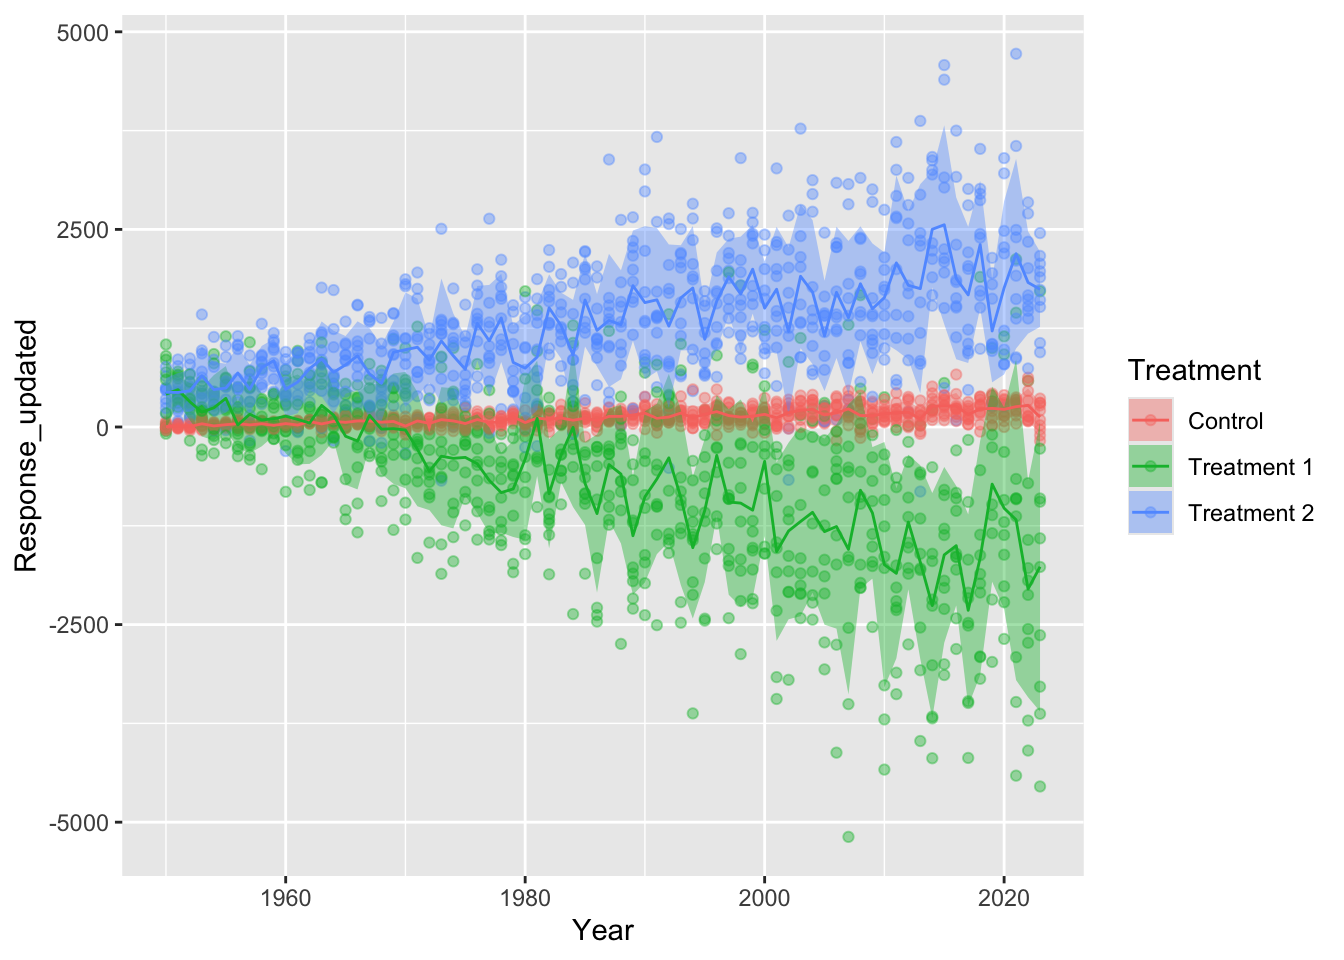 5000
2500
0
-2500
-5000
Response_updated
1960
1980
2000
2020
Year
Treatment
Control
Treatment 1
Treatment 2